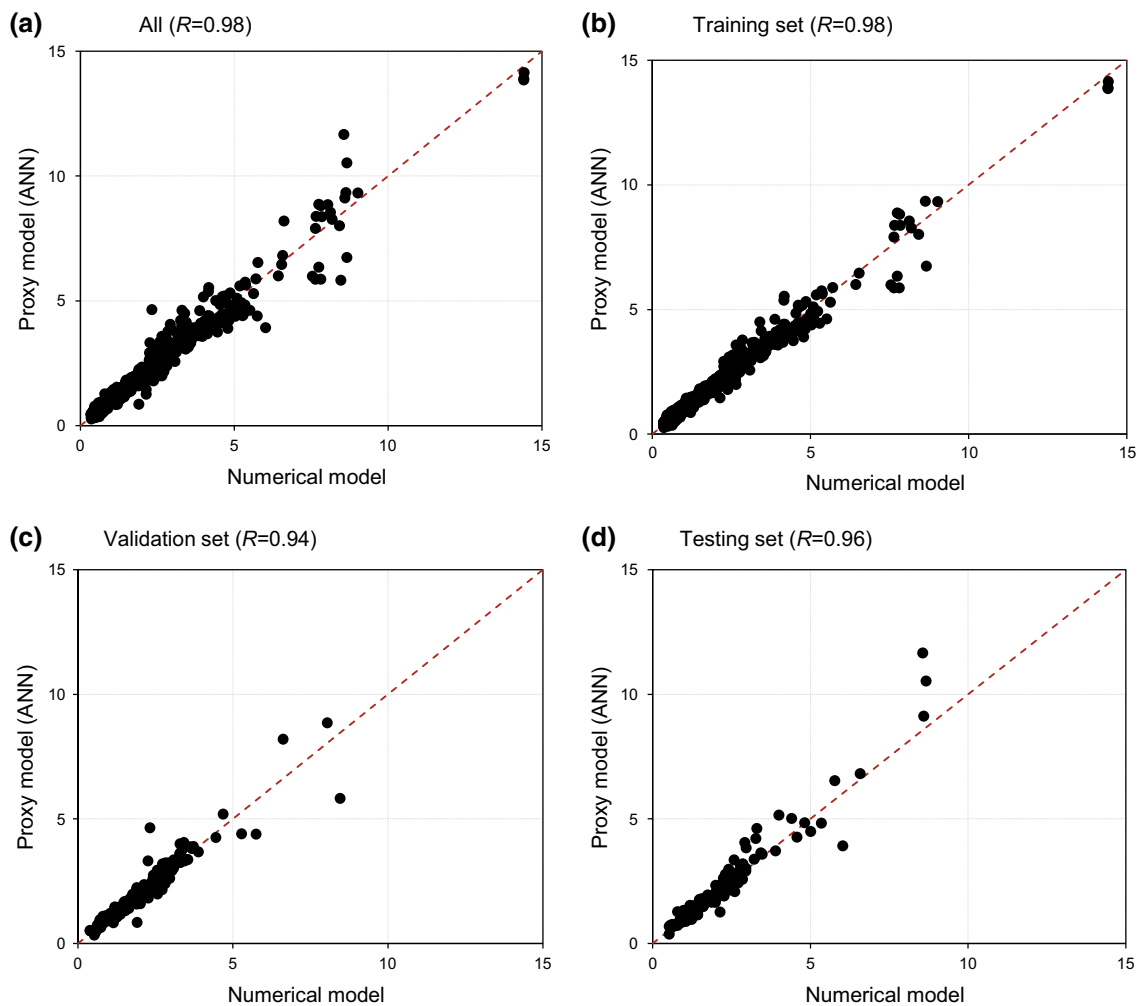 (a) All (R=0.98)
15
10
5
0
0 5 10 15
Proxy model (ANN)
Numerical model
(b) Training set (R=0.98)
15
10
5
0
0 5 10 15
Proxy model (ANN)
Numerical model
(c) Validation set (R=0.94)
15
10
5
0
0 5 10 15
Proxy model (ANN)
Numerical model
(d) Testing set (R=0.96)
15
10
5
0
0 5 10 15
Proxy model (ANN)
Numerical model